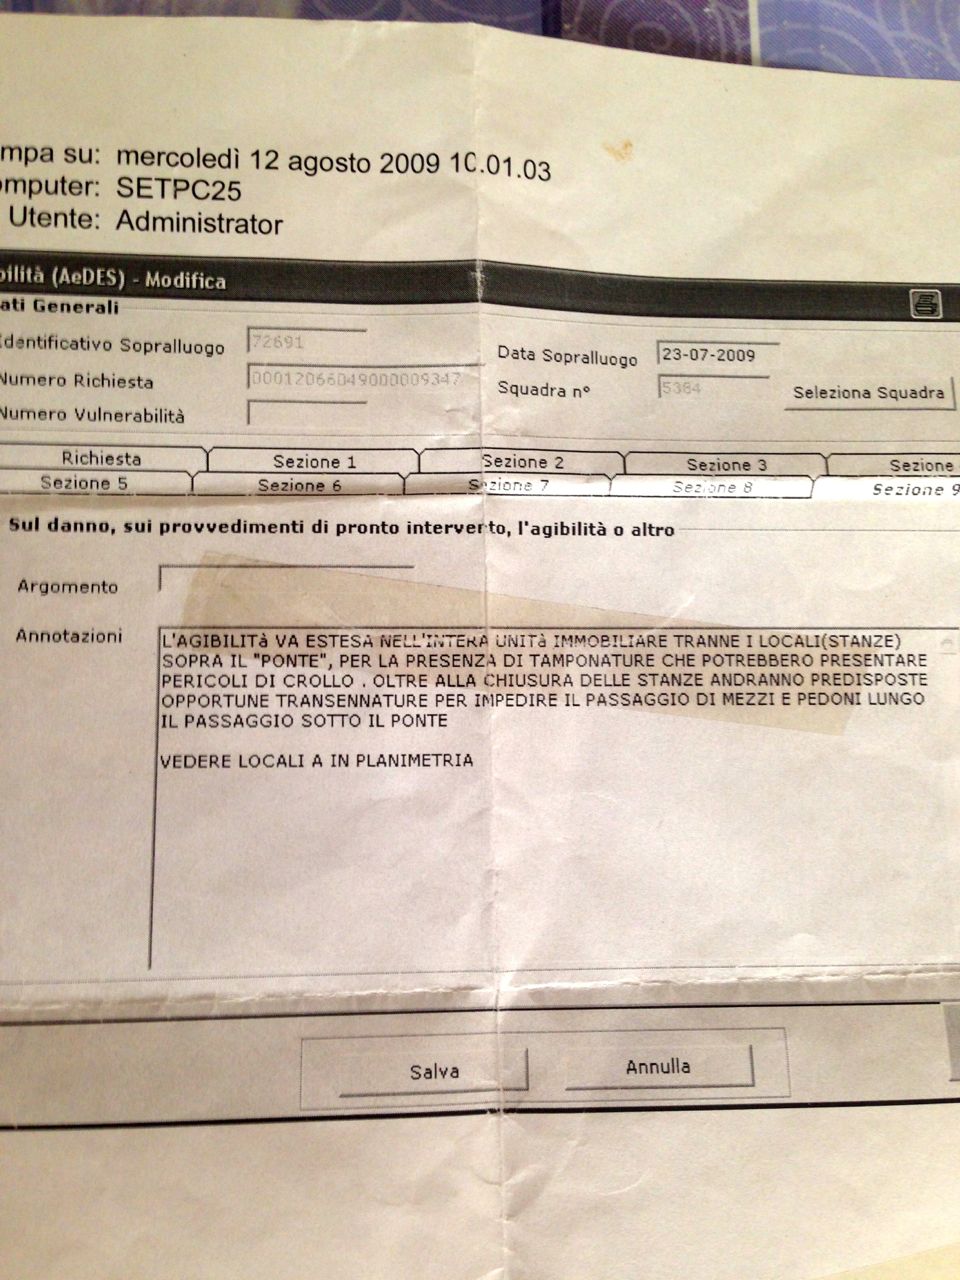 mpa su: mercoledì 12 agosto 2009 10.01.03
omputer: SETPC25
Utente: Administrator
bilità (AeDES) - Modifica
ati Generali
Identificativo Sopralluogo 72691
Data Sopralluogo 23-07-2009
Numero Richiesta 00012066049000009347
Squadra n° 5364 Seleziona Squadra
Numero Vulnerabilità
Richiesta Sezione 1 Sezione 2 Sezione 3 Sezione
Sezione 5 Sezione 6 Sezione 7 Sezione 8 Sezione 9
Sul danno, sui provvedimenti di pronto intervento, l'agibilità o altro
Argomento
Annotazioni
L'AGIBILITà VA ESTESA NELL'INTERA UNITà IMMOBILIARE TRANNE I LOCALI(STANZE)
SOPRA IL "PONTE", PER LA PRESENZA DI TAMPONATURE CHE POTREBBERO PRESENTARE
PERICOLI DI CROLLO . OLTRE ALLA CHIUSURA DELLE STANZE ANDRANNO PREDISPOSTE
OPPORTUNE TRANSENNATURE PER IMPEDIRE IL PASSAGGIO DI MEZZI E PEDONI LUNGO
IL PASSAGGIO SOTTO IL PONTE
VEDERE LOCALI A IN PLANIMETRIA
Salva Annulla